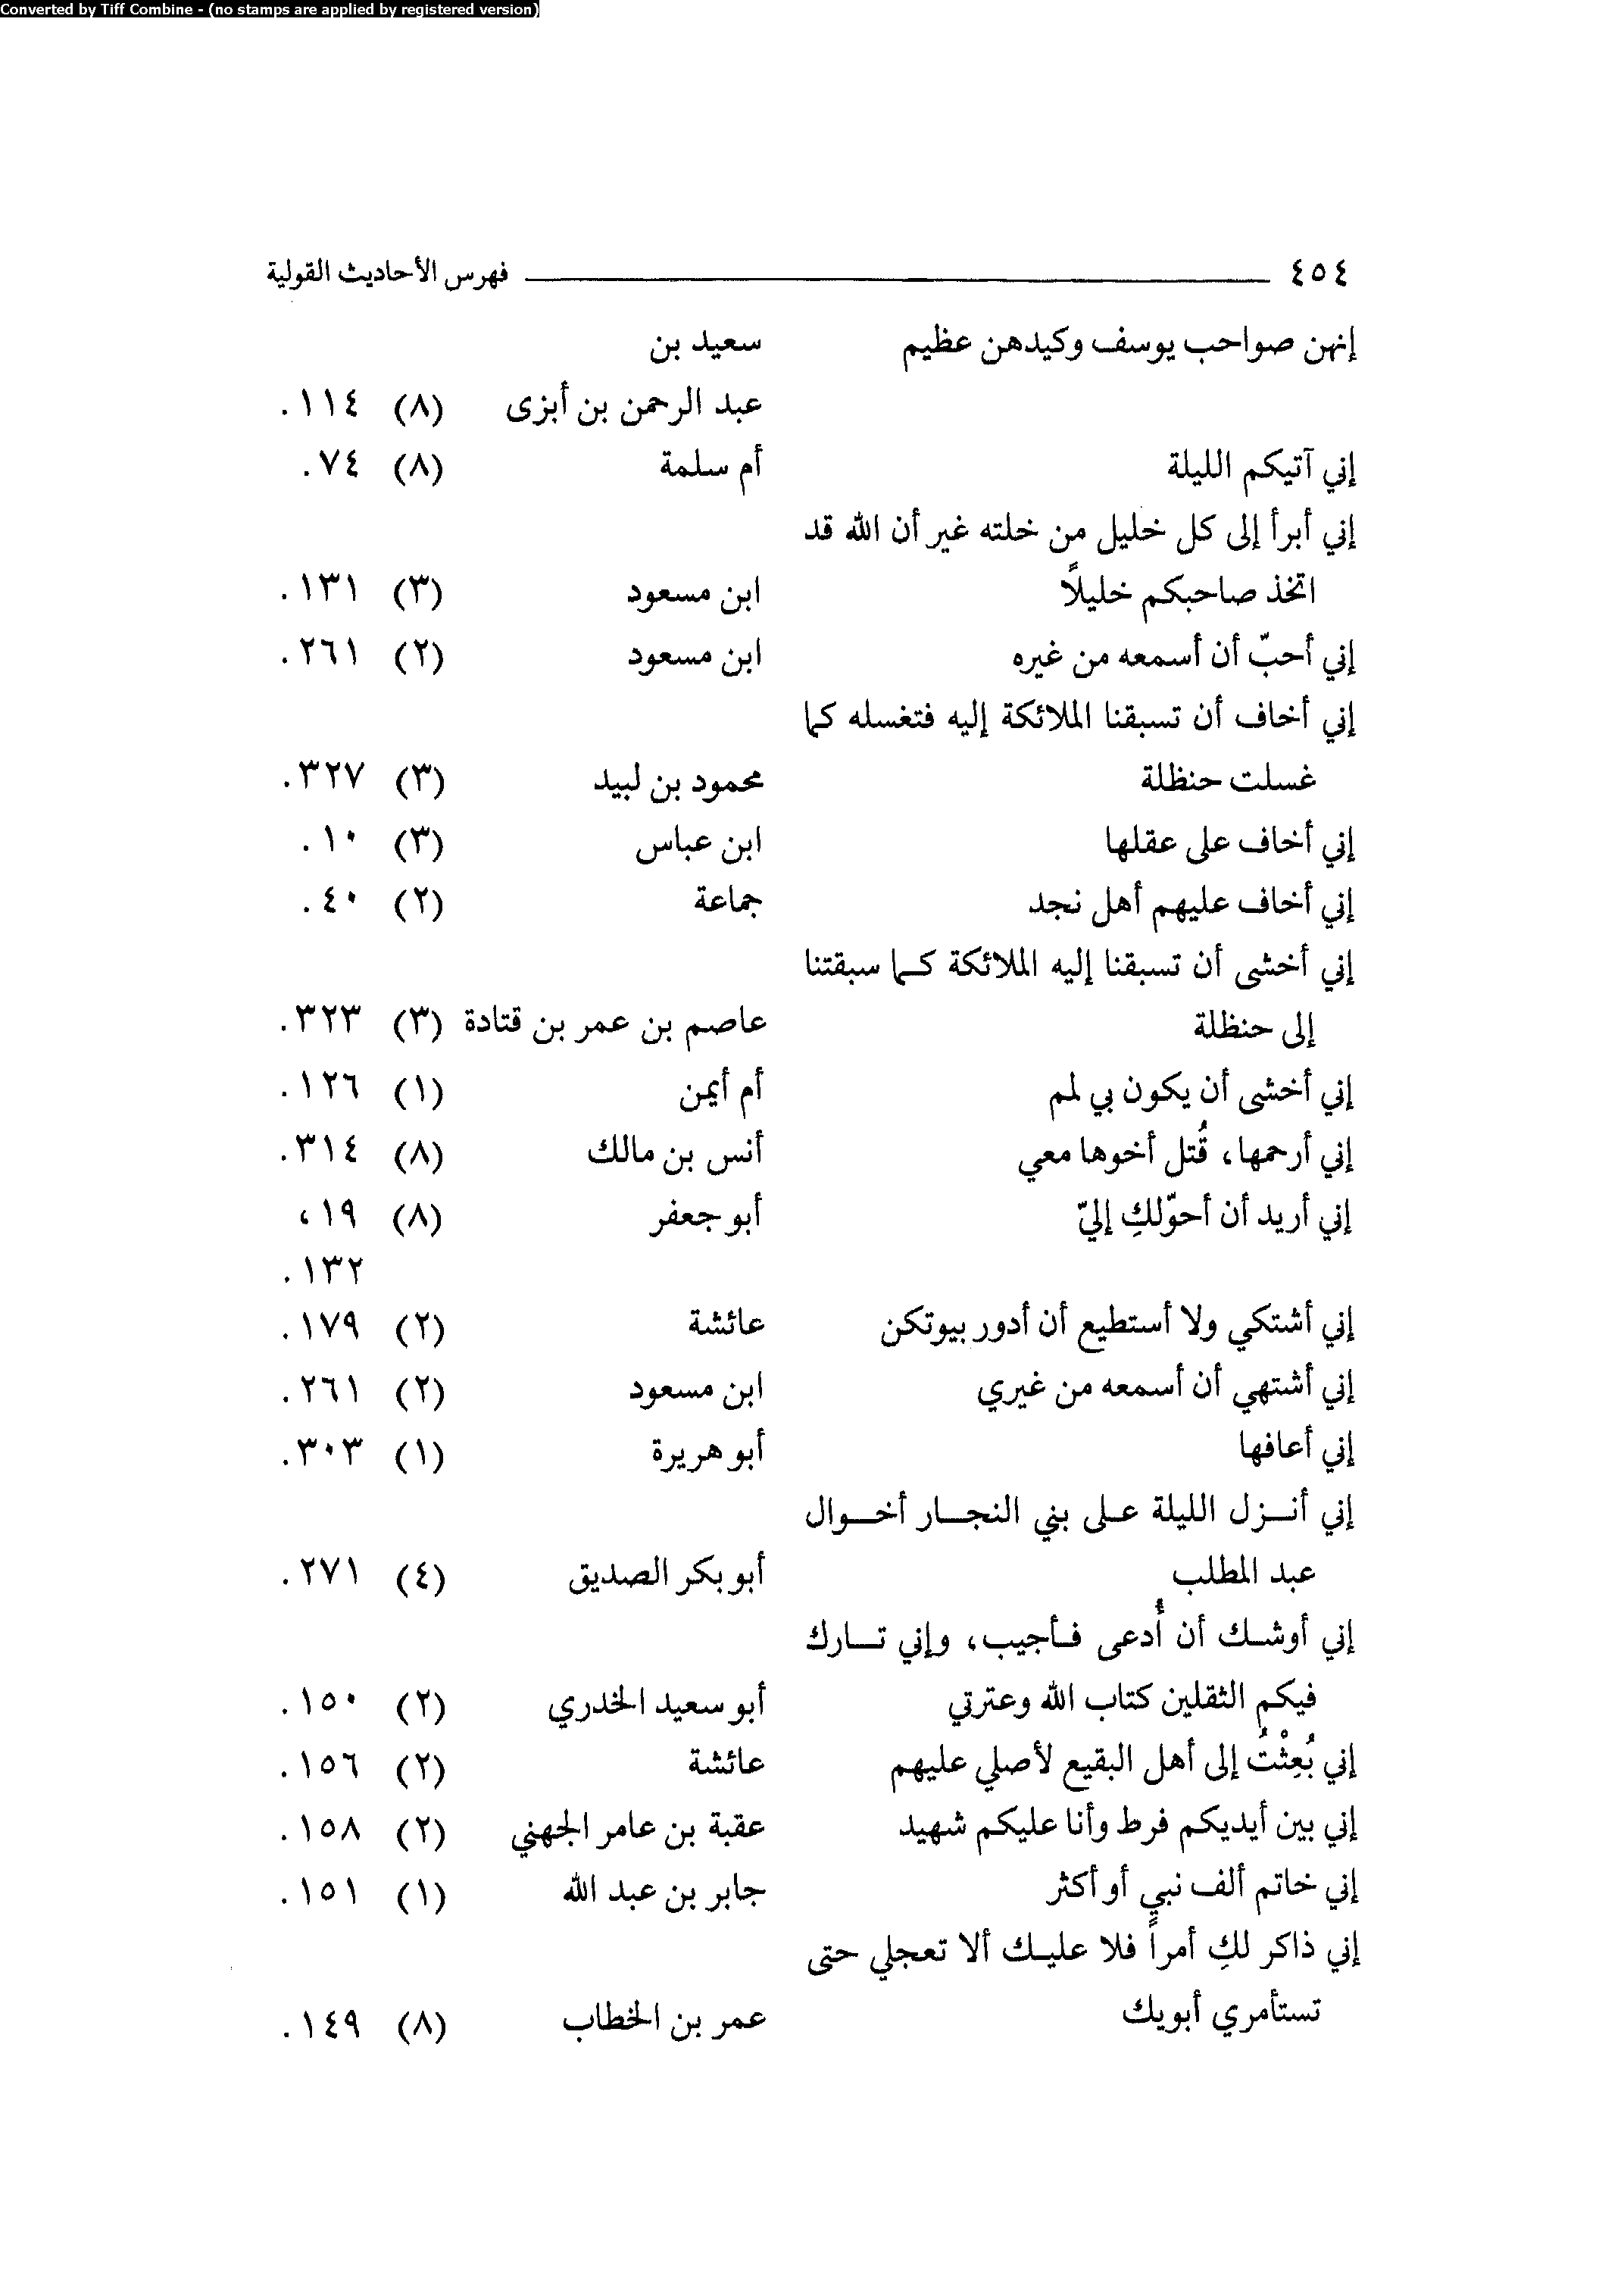 Converted by Tiff Combine - (no stamps are applied by registered version)
٤٥٤ فهرس الأحاديث القولية
إنهن صواحب يوسف وكيدهن عظيم سعيد بن
عبد الرحمن بن أبزى (٨) ١١٤.
إني آتيكم الليلة أم سلمة (٨) ٧٤.
إني أبرأ إلى كل خليل من خلته غير أن الله قد
اتخذ صاحبكم خليلاً ابن مسعود (٣) ١٣١.
إني أحبّ أن أسمعه من غيره ابن مسعود (٢) ٢٦١.
إني أخاف أن تسبقنا الملائكة إليه فتغسله كما
غسلت حنظلة محمود بن لبيد (٣) ٣٢٧.
إني أخاف على عقلها ابن عباس (٣) ١٠.
إني أخاف عليهم أهل نجد جماعة (٢) ٤٠.
إني أخشى أن تسبقنا إليه الملائكة كما سبقتنا
إلى حنظلة عاصم بن عمر بن قتادة (٣) ٣٢٣.
إني أخشى أن يكون بي لمم أم أيمن (١) ١٢٦.
إني أرحمها، قُتل أخوها معي أنس بن مالك (٨) ٣١٤.
إني أريد أن أحوّلكِ إليّ أبو جعفر (٨) ١٩،
١٣٢.
إني أشتكي ولا أستطيع أن أدور بيوتكن عائشة (٢) ١٧٩.
إني أشتهي أن أسمعه من غيري ابن مسعود (٢) ٢٦١.
إني أعافها أبو هريرة (١) ٣٠٣.
إني أنزل الليلة على بني النجار أخوال
عبد المطلب أبو بكر الصديق (٤) ٢٧١.
إني أوشك أن أُدعى فأجيب، وإني تارك
فيكم الثقلين كتاب الله وعترتي أبو سعيد الخدري (٢) ١٥٠.
إني بُعِثْتُ إلى أهل البقيع لأصلي عليهم عائشة (٢) ١٥٦.
إني بين أيديكم فرط وأنا عليكم شهيد عقبة بن عامر الجهني (٢) ١٥٨.
إني خاتم ألف نبي أو أكثر جابر بن عبد الله (١) ١٥١.
إني ذاكر لكِ أمراً فلا عليك ألا تعجلي حتى
تستأمري أبويك عمر بن الخطاب (٨) ١٤٩.